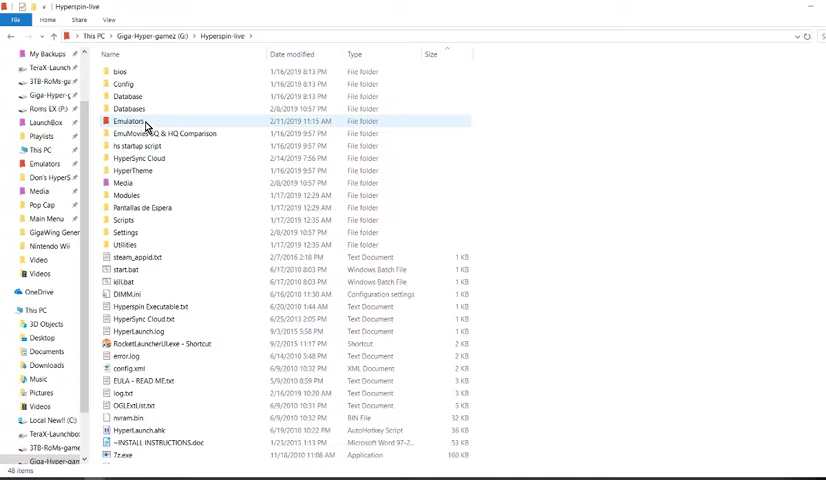 Hyperspin-live
File Home Share View
This PC > Giga-Hyper-gamez (G:) > Hyperspin-live >
Name Date modified Type Size
My Backups
TeraX-Launch
3TB-RoMs-ga
Giga-Hyper-g
Roms EX (P:)
LaunchBox
Playlists
This PC
Emulators
Don's HyperS
Media
Pop Cap
Main Menu
GigaWing Gener
Nintendo Wii
Video
Videos
OneDrive
This PC
3D Objects
Desktop
Documents
Downloads
Music
Pictures
Videos
Local New!! (C:)
TeraX-Launchbo
3TB-RoMs-game
Giga-Hyper-gam
bios 1/16/2019 8:13 PM File folder
Config 1/16/2019 8:13 PM File folder
Database 1/16/2019 8:13 PM File folder
Databases 2/8/2019 10:57 PM File folder
Emulators 2/11/2019 11:15 AM File folder
EmuMovies SQ & HQ Comparison 1/16/2019 9:57 PM File folder
hs startup script 1/16/2019 9:57 PM File folder
HyperSync Cloud 2/14/2019 7:56 PM File folder
HyperTheme 1/16/2019 9:57 PM File folder
Media 2/8/2019 10:57 PM File folder
Modules 1/17/2019 12:29 AM File folder
Pantallas de Espera 1/17/2019 12:29 AM File folder
Scripts 1/17/2019 12:35 AM File folder
Settings 2/8/2019 10:57 PM File folder
Utilities 1/17/2019 12:35 AM File folder
steam_appid.txt 2/7/2016 2:18 PM Text Document 1 KB
start.bat 6/17/2010 8:03 PM Windows Batch File 1 KB
kill.bat 6/17/2010 8:03 PM Windows Batch File 1 KB
DIMM.ini 6/16/2010 11:30 AM Configuration settings 1 KB
Hyperspin Executable.txt 6/20/2010 1:44 AM Text Document 1 KB
HyperSync Cloud.txt 6/25/2013 2:05 PM Text Document 1 KB
HyperLaunch.log 9/3/2015 5:58 PM Text Document 1 KB
RocketLauncherUI.exe - Shortcut 9/2/2015 11:17 PM Shortcut 2 KB
error.log 6/14/2010 5:48 PM Text Document 2 KB
config.xml 6/9/2010 10:32 PM XML Document 2 KB
EULA - READ ME.txt 5/9/2010 8:59 PM Text Document 3 KB
log.txt 2/16/2019 10:20 AM Text Document 3 KB
OGLExtList.txt 6/9/2010 10:31 PM Text Document 5 KB
nvram.bin 6/9/2010 10:32 PM BIN File 32 KB
HyperLaunch.ahk 6/19/2010 10:22 PM AutoHotkey Script 36 KB
~INSTALL INSTRUCTIONS.doc 1/23/2015 1:13 PM Microsoft Word 97-2... 53 KB
7z.exe 11/18/2010 11:08 AM Application 160 KB
48 items